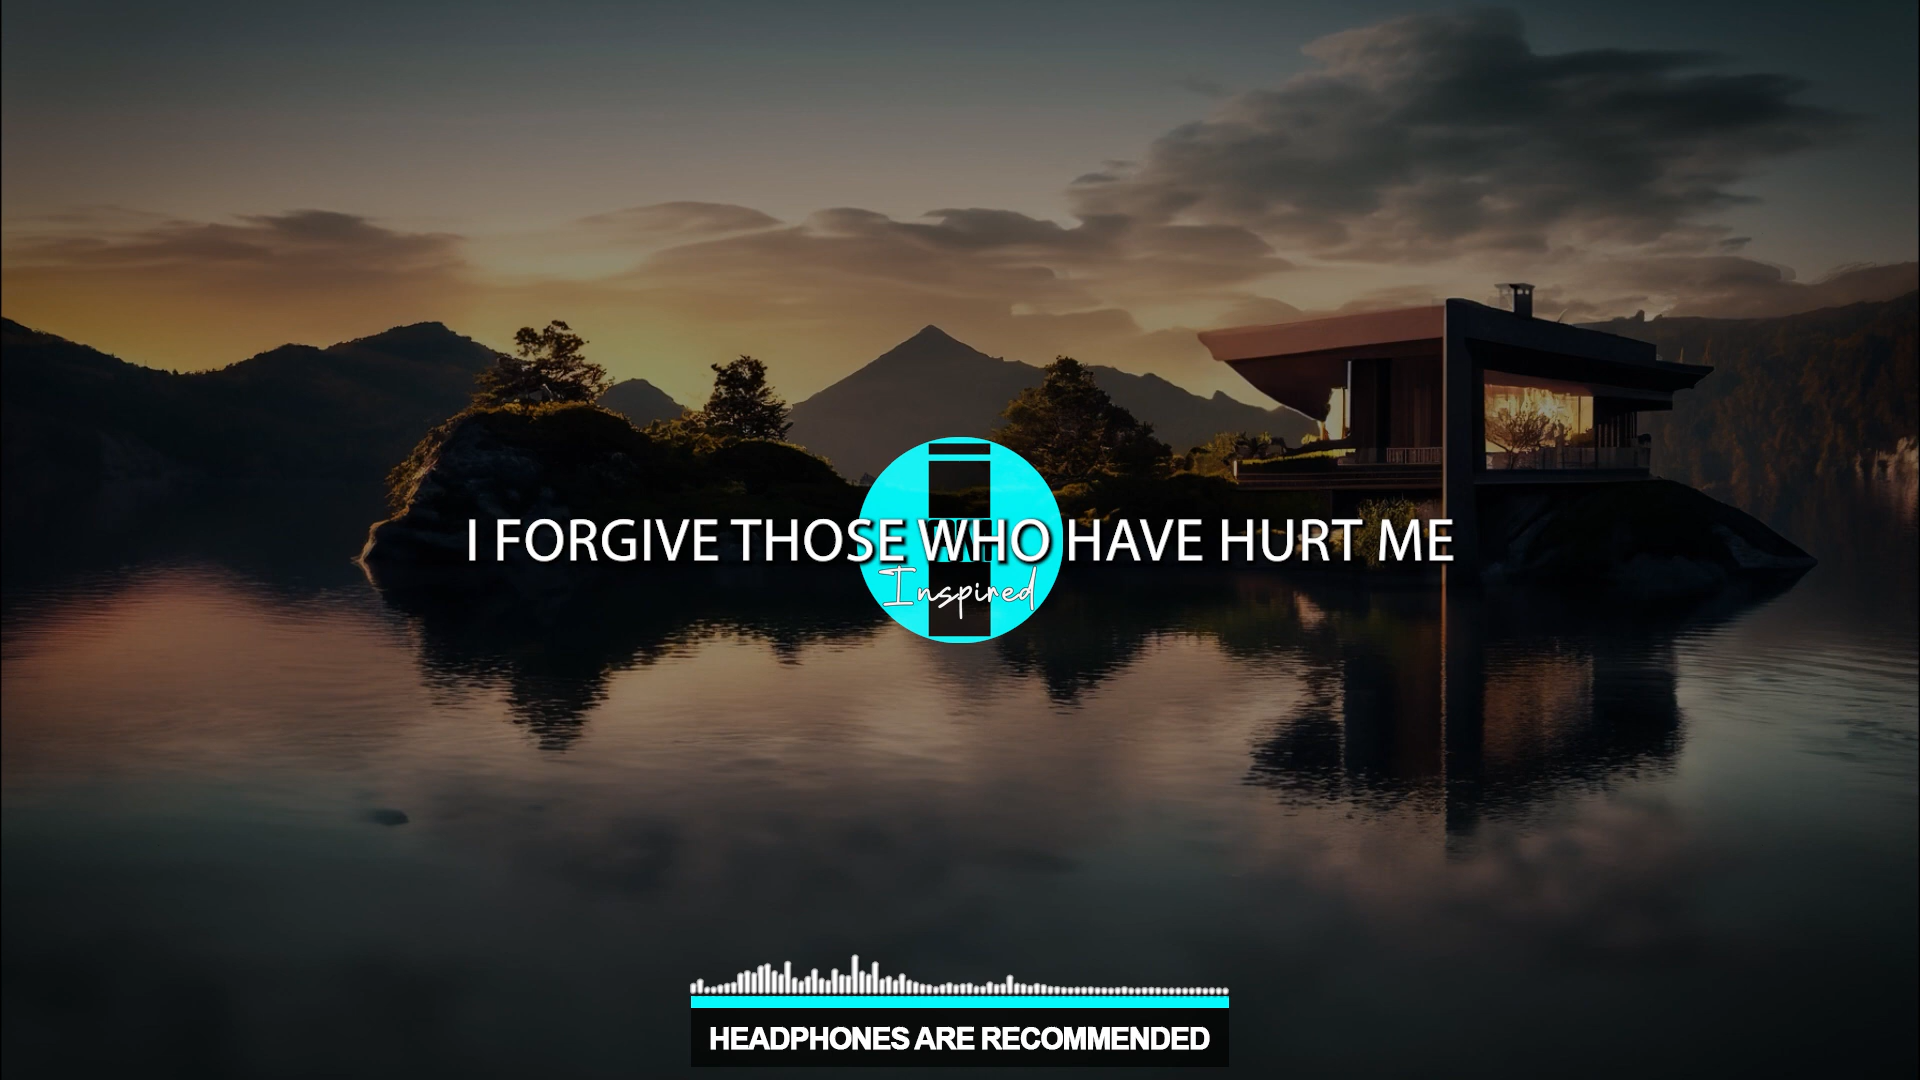 I FORGIVE THOSE WHO HAVE HURT ME
Inspired
HEADPHONES ARE RECOMMENDED